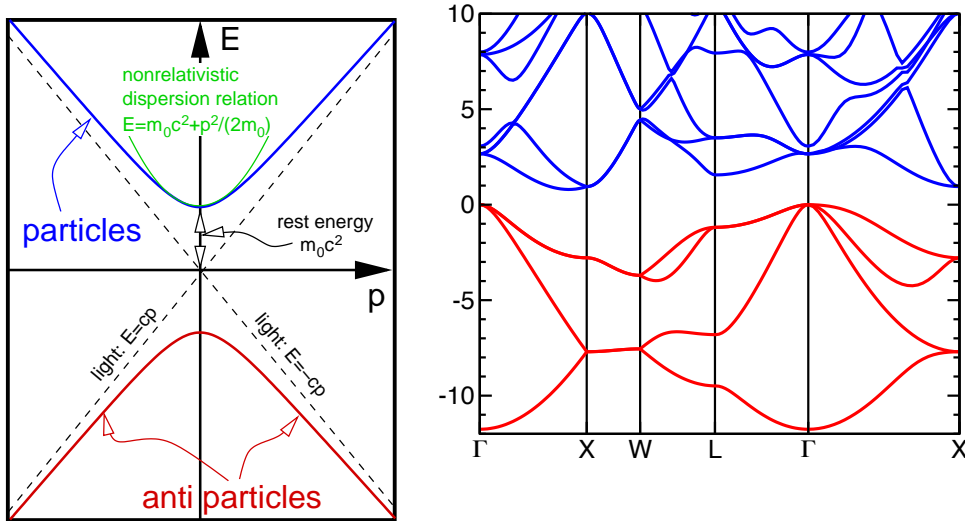 E
nonrelativistic
dispersion relation
E=m₀c²+p²/(2m₀)
particles
rest energy
m₀c²
p
light: E=cp
light: E=−cp
anti particles
10
5
0
-5
-10
Γ X W L Γ X